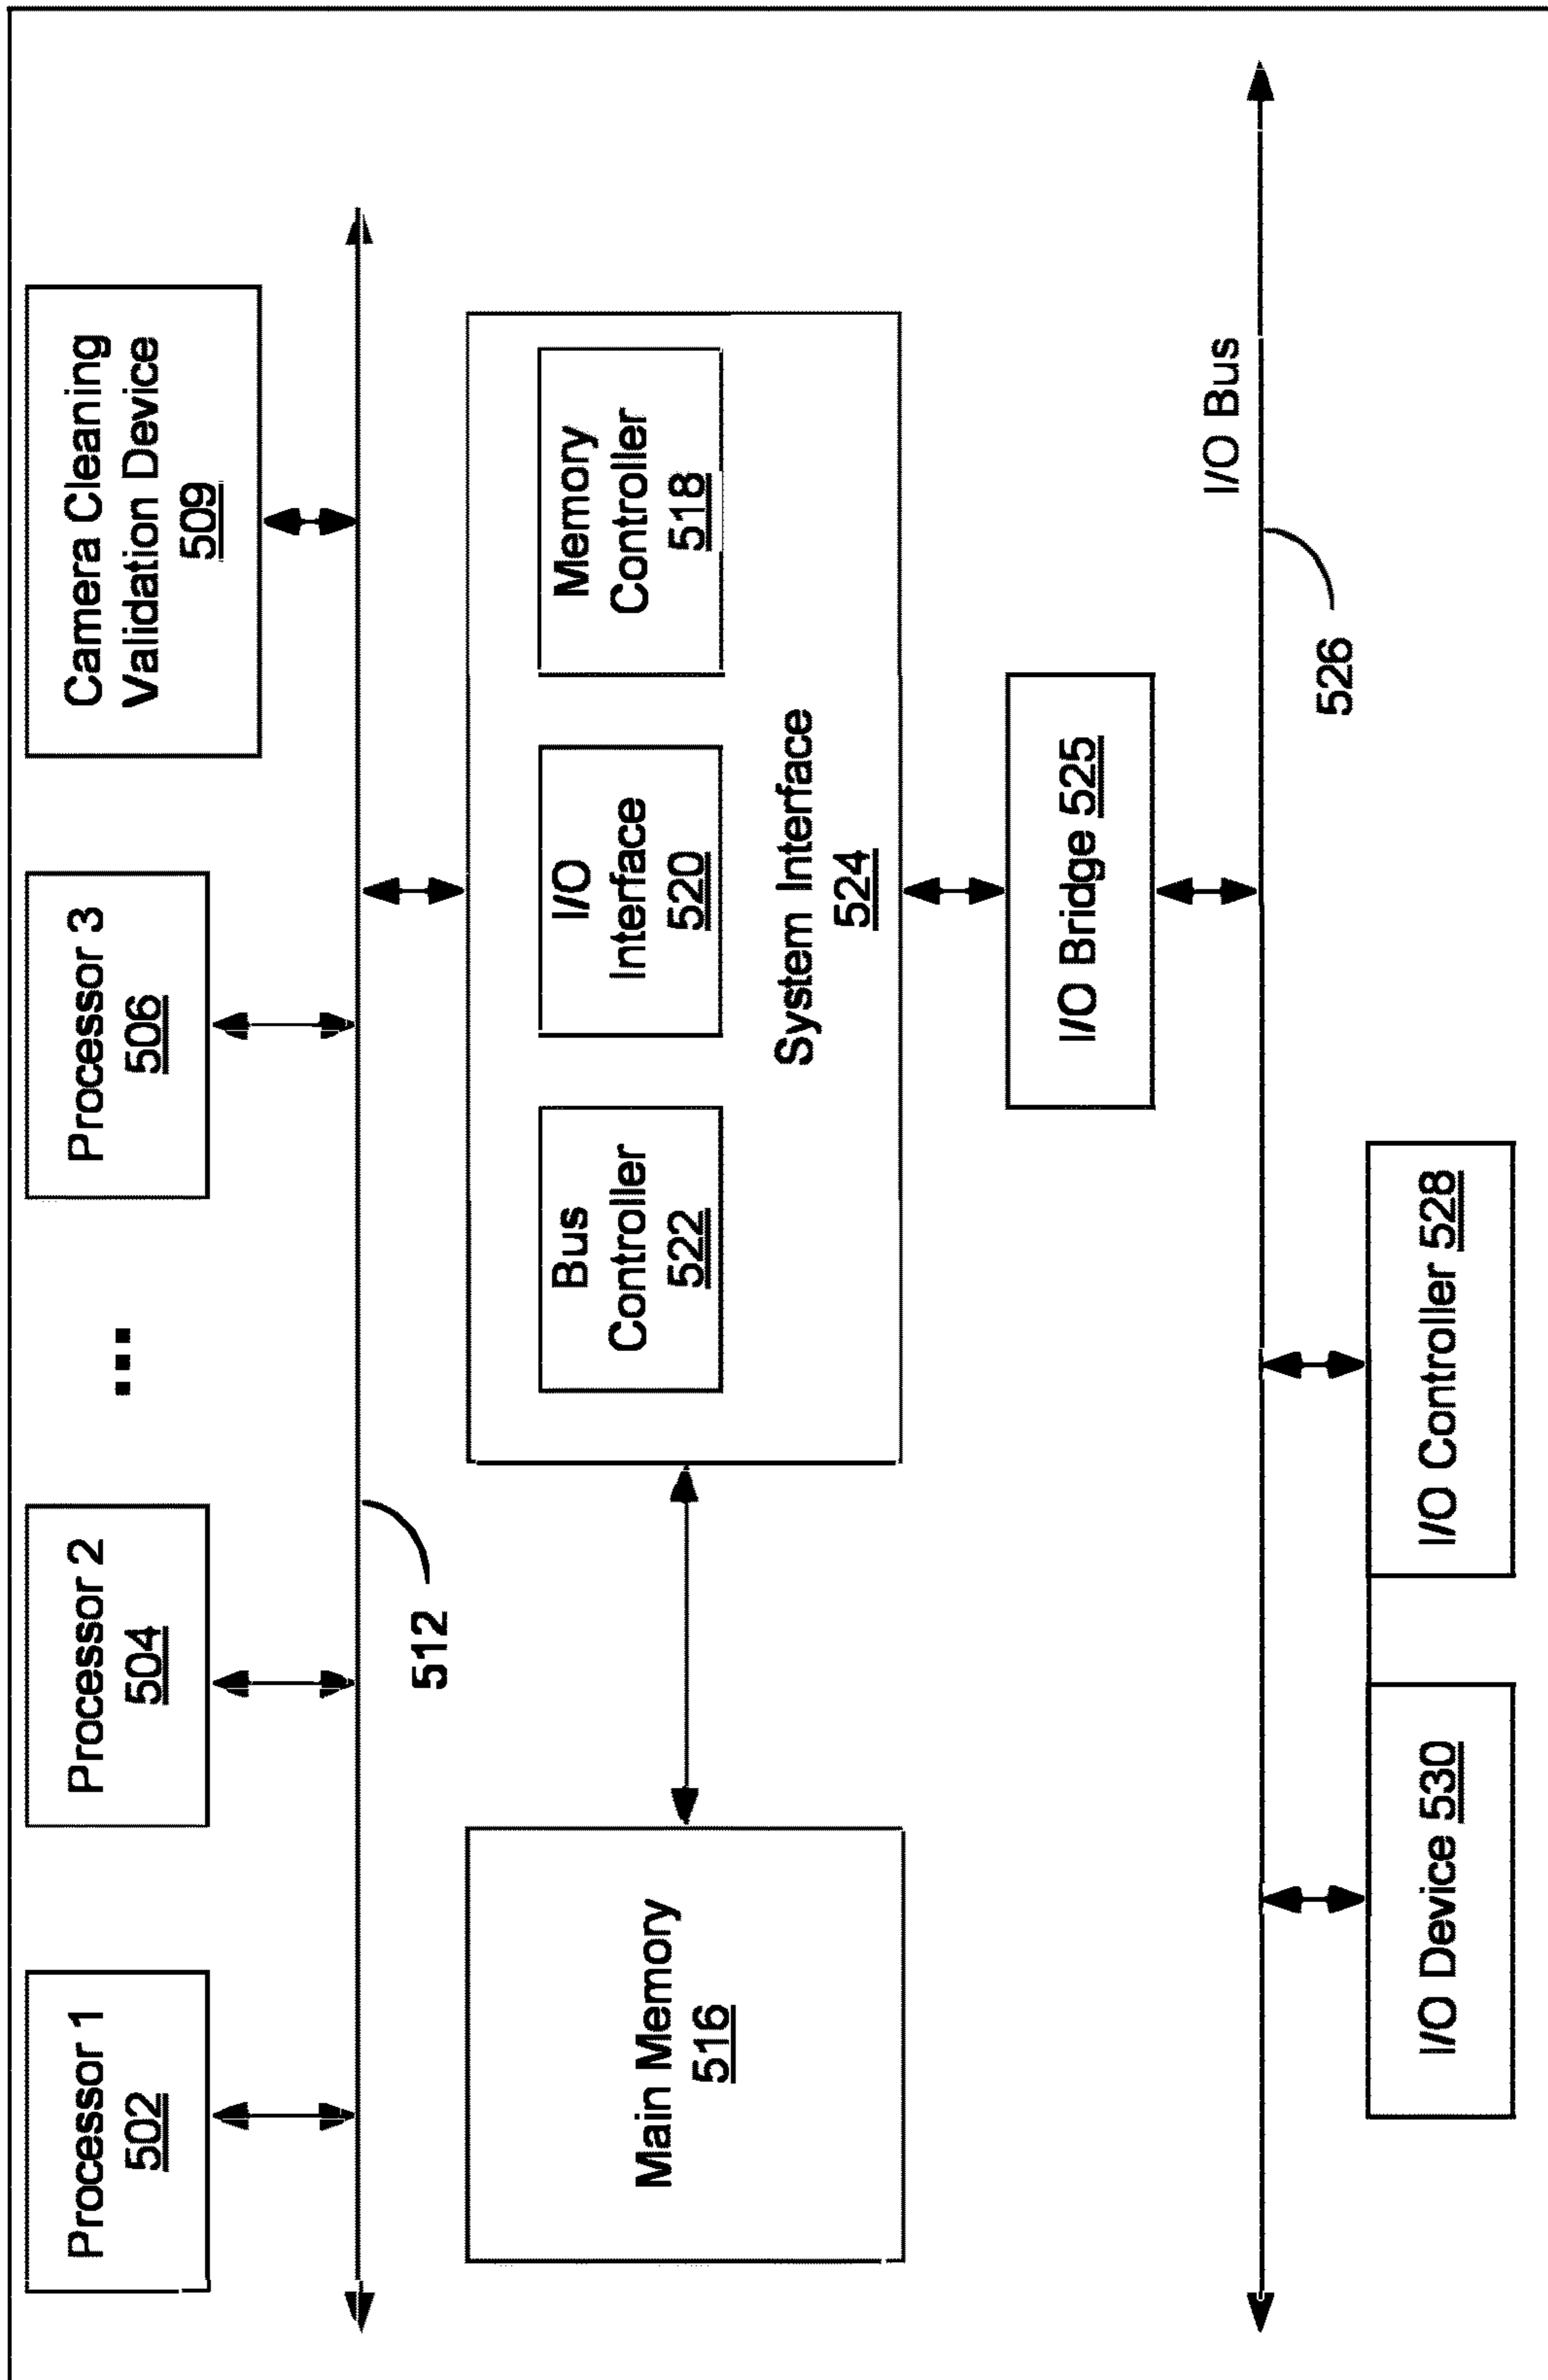 Processor 1
502
Processor 2
504
...
Processor 3
506
Camera Cleaning
Validation Device
509
512
Main Memory
516
Bus
Controller
522
I/O
Interface
520
Memory
Controller
518
System Interface
524
I/O Bridge 525
I/O Bus
526
I/O Device 530
I/O Controller 528